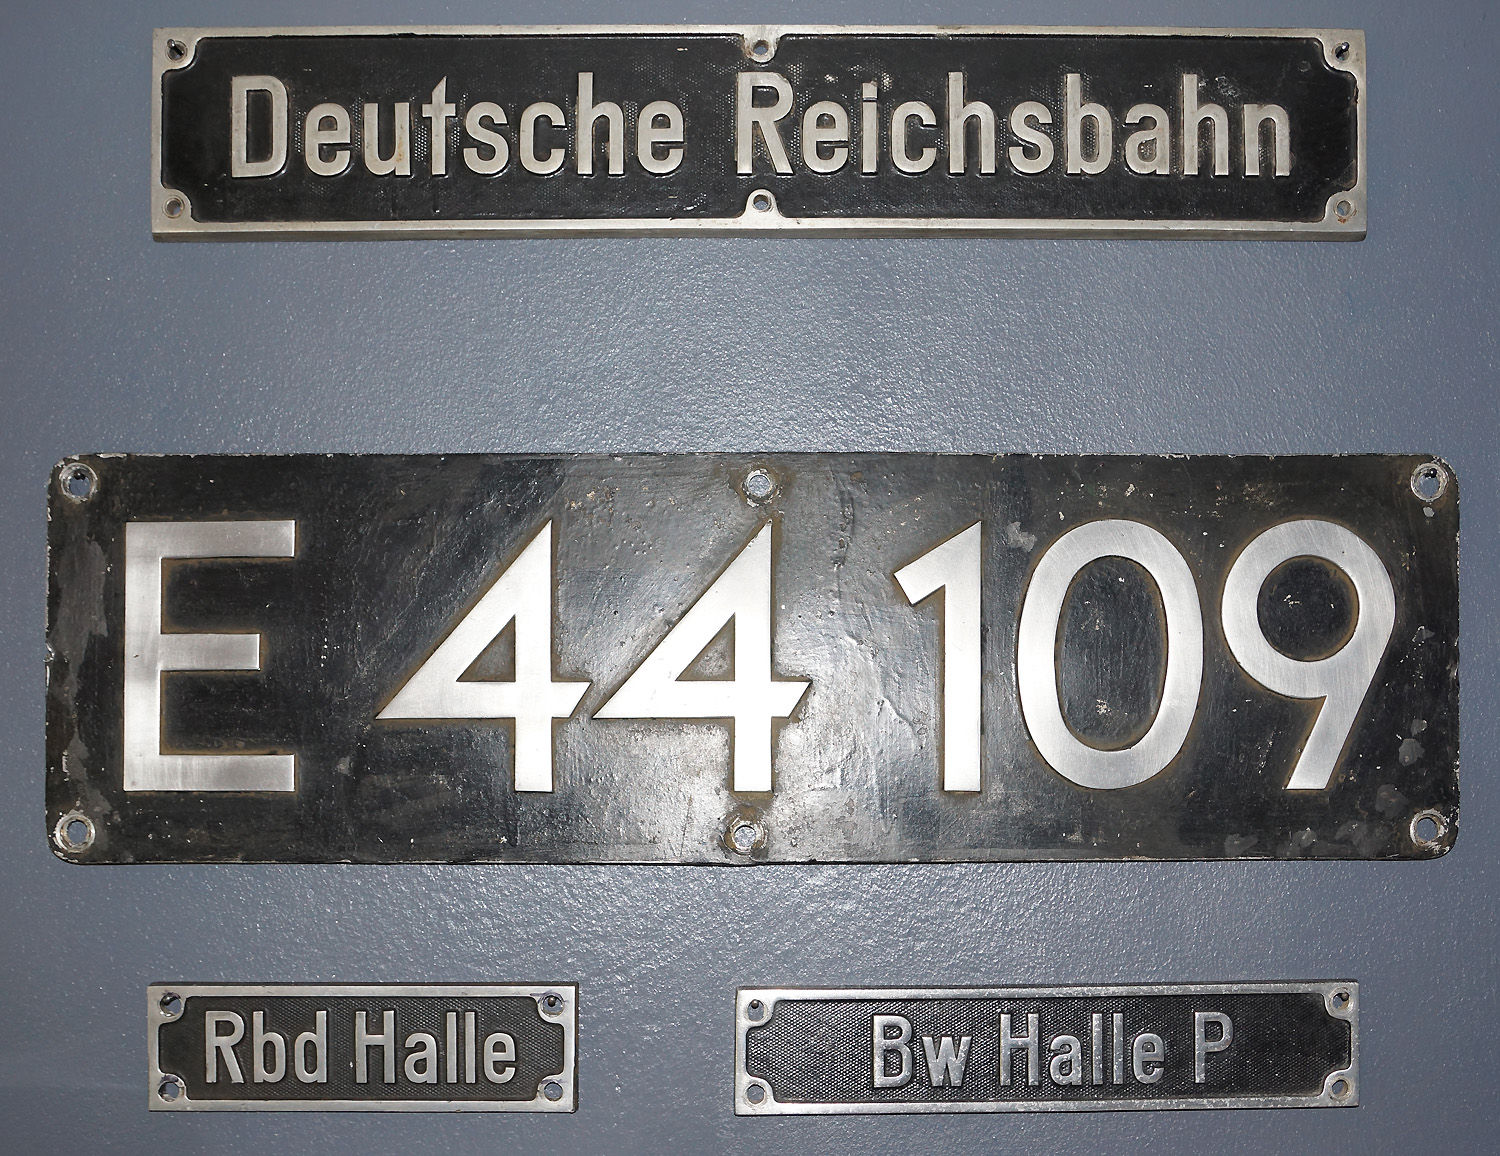 Deutsche Reichsbahn
E 44 109
Rbd Halle
Bw Halle P